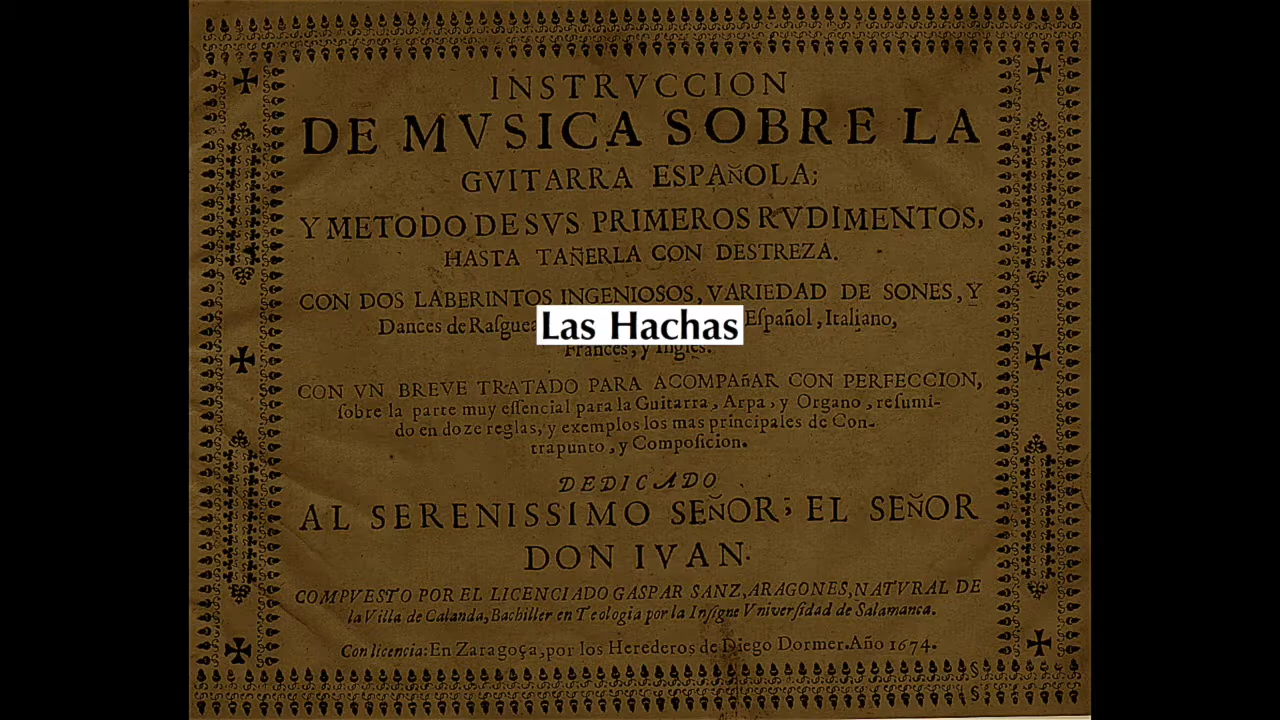 INSTRVCCION
DE MVSICA SOBRE LA
GVITARRA ESPAÑOLA;
Y METODO DE SVS PRIMEROS RVDIMENTOS,
HASTA TAÑERLA CON DESTREZA.
CON DOS LABERINTOS INGENIOSOS, VARIEDAD DE SONES, Y
Dances de Español, Italiano,
Las Hachas
Frances, y Ingles.
CON VN BREVE TRATADO PARA ACOMPAñAR CON PERFECCION,
ſobre la parte muy eſſencial para la Guitarra, Arpa, y Organo, reſumi-
do en doze reglas, y exemplos los mas principales de Con-
trapunto, y Compoſicion.
DEDICADO
AL SERENISSIMO SEÑOR; EL SEÑOR
DON IVAN.
COMPVESTO POR EL LICENCIADO GASPAR SANZ, ARAGONES, NATVRAL DE
la Villa de Calanda, Bachiller en Teologia por la Inſigne Vniverſidad de Salamanca.
Con licencia: En Zaragoça, por los Herederos de Diego Dormer. Año 1674.